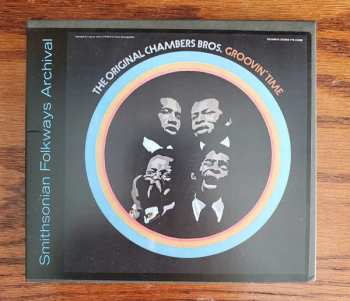 Smithsonian Folkways Archival
THE ORIGINAL CHAMBERS BROS. GROOVIN' TIME